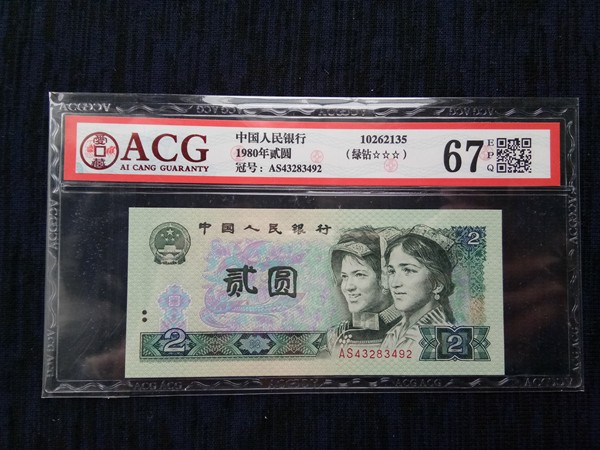 ACG
AI CANG GUARANTY
中国人民银行
1980年贰圆
冠号：AS43283492
10262135
（绿钻☆☆☆）
67
EPQ
中国人民银行
贰圆
2
2
2
AS43283492